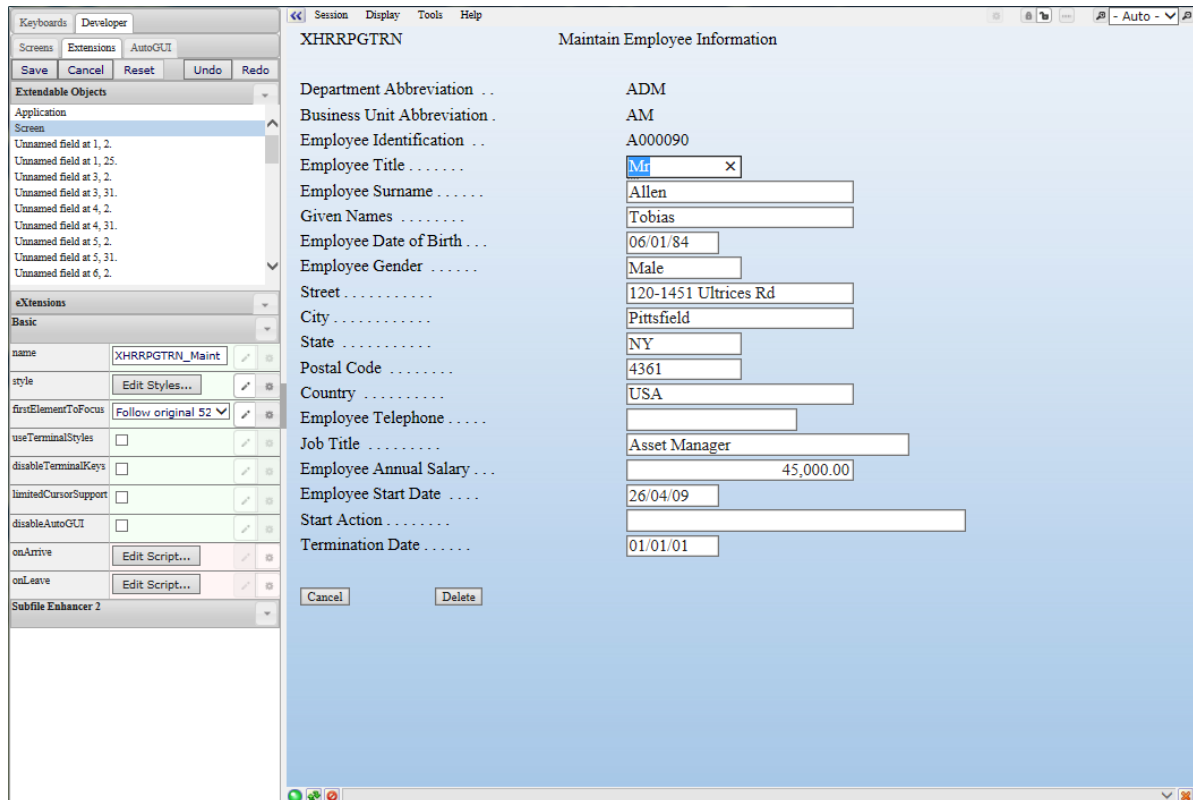 Keyboards Developer
Screens Extensions AutoGUI
Save Cancel Reset Undo Redo
Extendable Objects
Application
Screen
Unnamed field at 1, 2.
Unnamed field at 1, 25.
Unnamed field at 3, 2.
Unnamed field at 3, 31.
Unnamed field at 4, 2.
Unnamed field at 4, 31.
Unnamed field at 5, 2.
Unnamed field at 5, 31.
Unnamed field at 6, 2.
eXtensions
Basic
name XHRRPGTRN_Maint
style Edit Styles...
firstElementToFocus Follow original 52
useTerminalStyles
disableTerminalKeys
limitedCursorSupport
disableAutoGUI
onArrive Edit Script...
onLeave Edit Script...
Subfile Enhancer 2
Session Display Tools Help - Auto -
XHRRPGTRN Maintain Employee Information
Department Abbreviation . . ADM
Business Unit Abbreviation . AM
Employee Identification . . A000090
Employee Title . . . . . . . Mr
Employee Surname . . . . . . Allen
Given Names . . . . . . . . Tobias
Employee Date of Birth . . . 06/01/84
Employee Gender . . . . . . Male
Street . . . . . . . . . . . 120-1451 Ultrices Rd
City . . . . . . . . . . . . Pittsfield
State . . . . . . . . . . . NY
Postal Code . . . . . . . . 4361
Country . . . . . . . . . . USA
Employee Telephone . . . . .
Job Title . . . . . . . . . Asset Manager
Employee Annual Salary . . . 45,000.00
Employee Start Date . . . . 26/04/09
Start Action . . . . . . . .
Termination Date . . . . . . 01/01/01
Cancel Delete